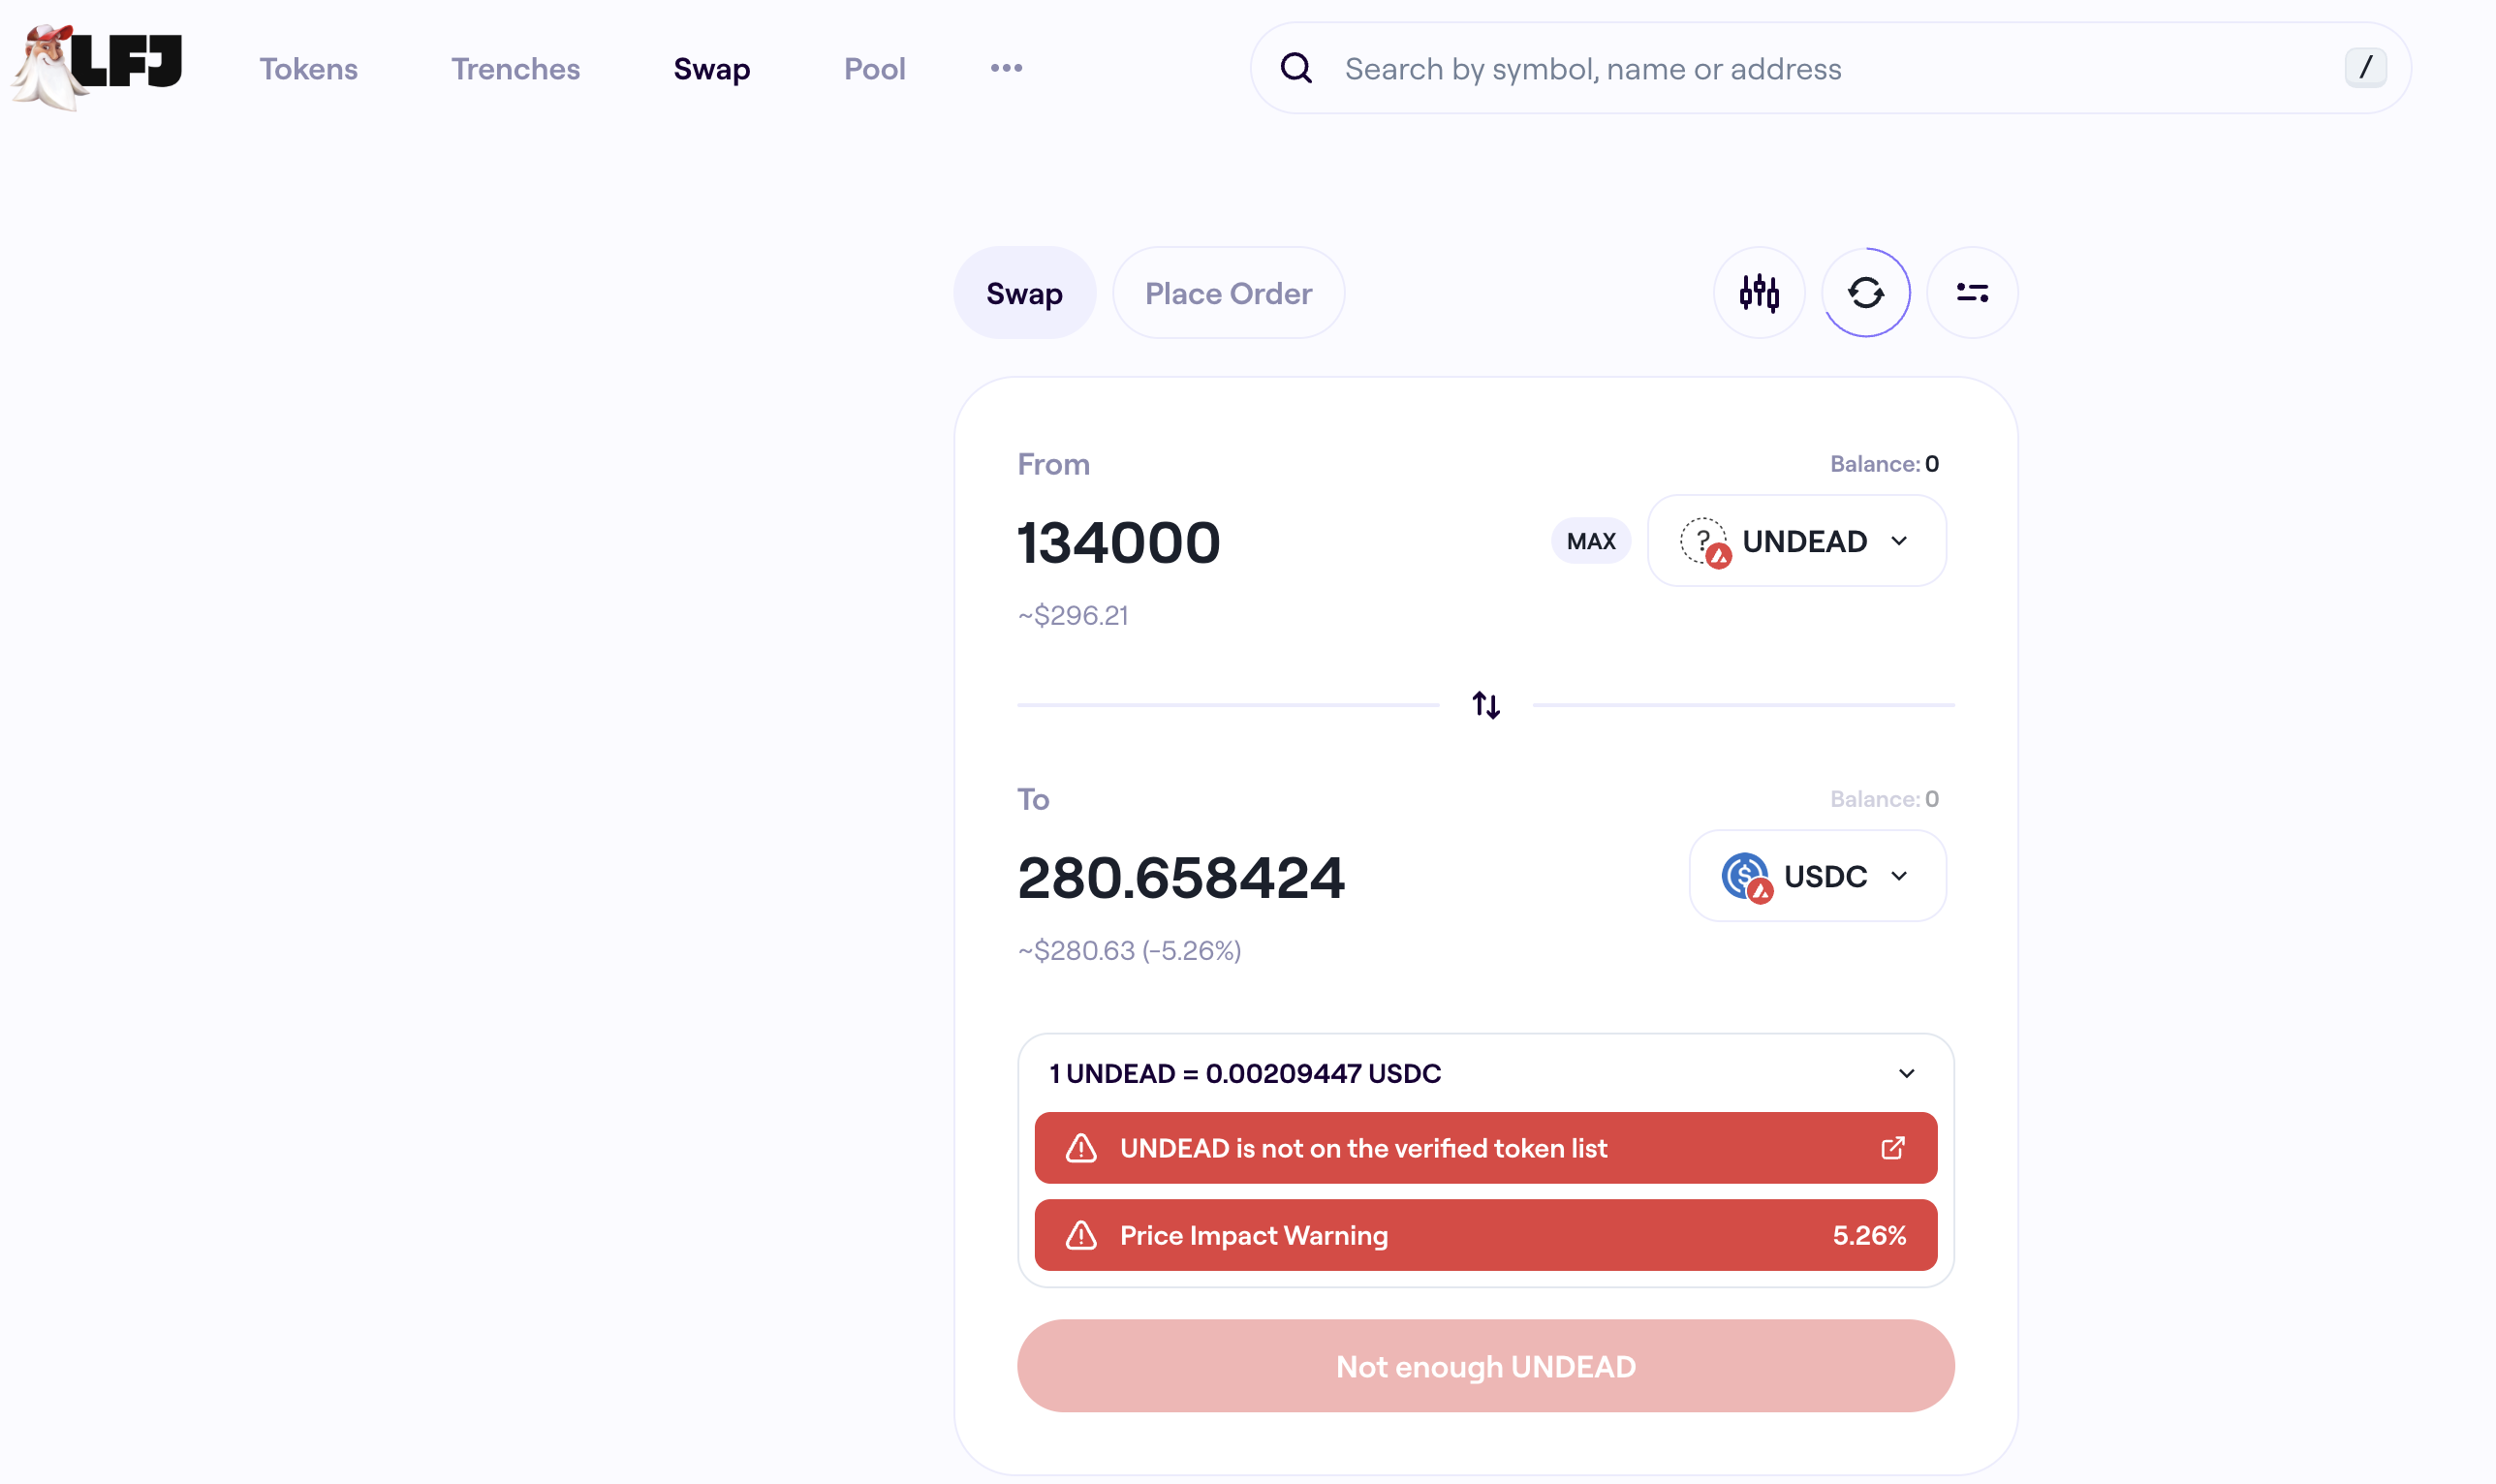 LFJ
Tokens Trenches Swap Pool
Search by symbol, name or address /
Swap Place Order
From Balance: 0
134000 MAX ? UNDEAD
~$296.21
To Balance: 0
280.658424 USDC
~$280.63 (-5.26%)
1 UNDEAD = 0.00209447 USDC
UNDEAD is not on the verified token list
Price Impact Warning 5.26%
Not enough UNDEAD